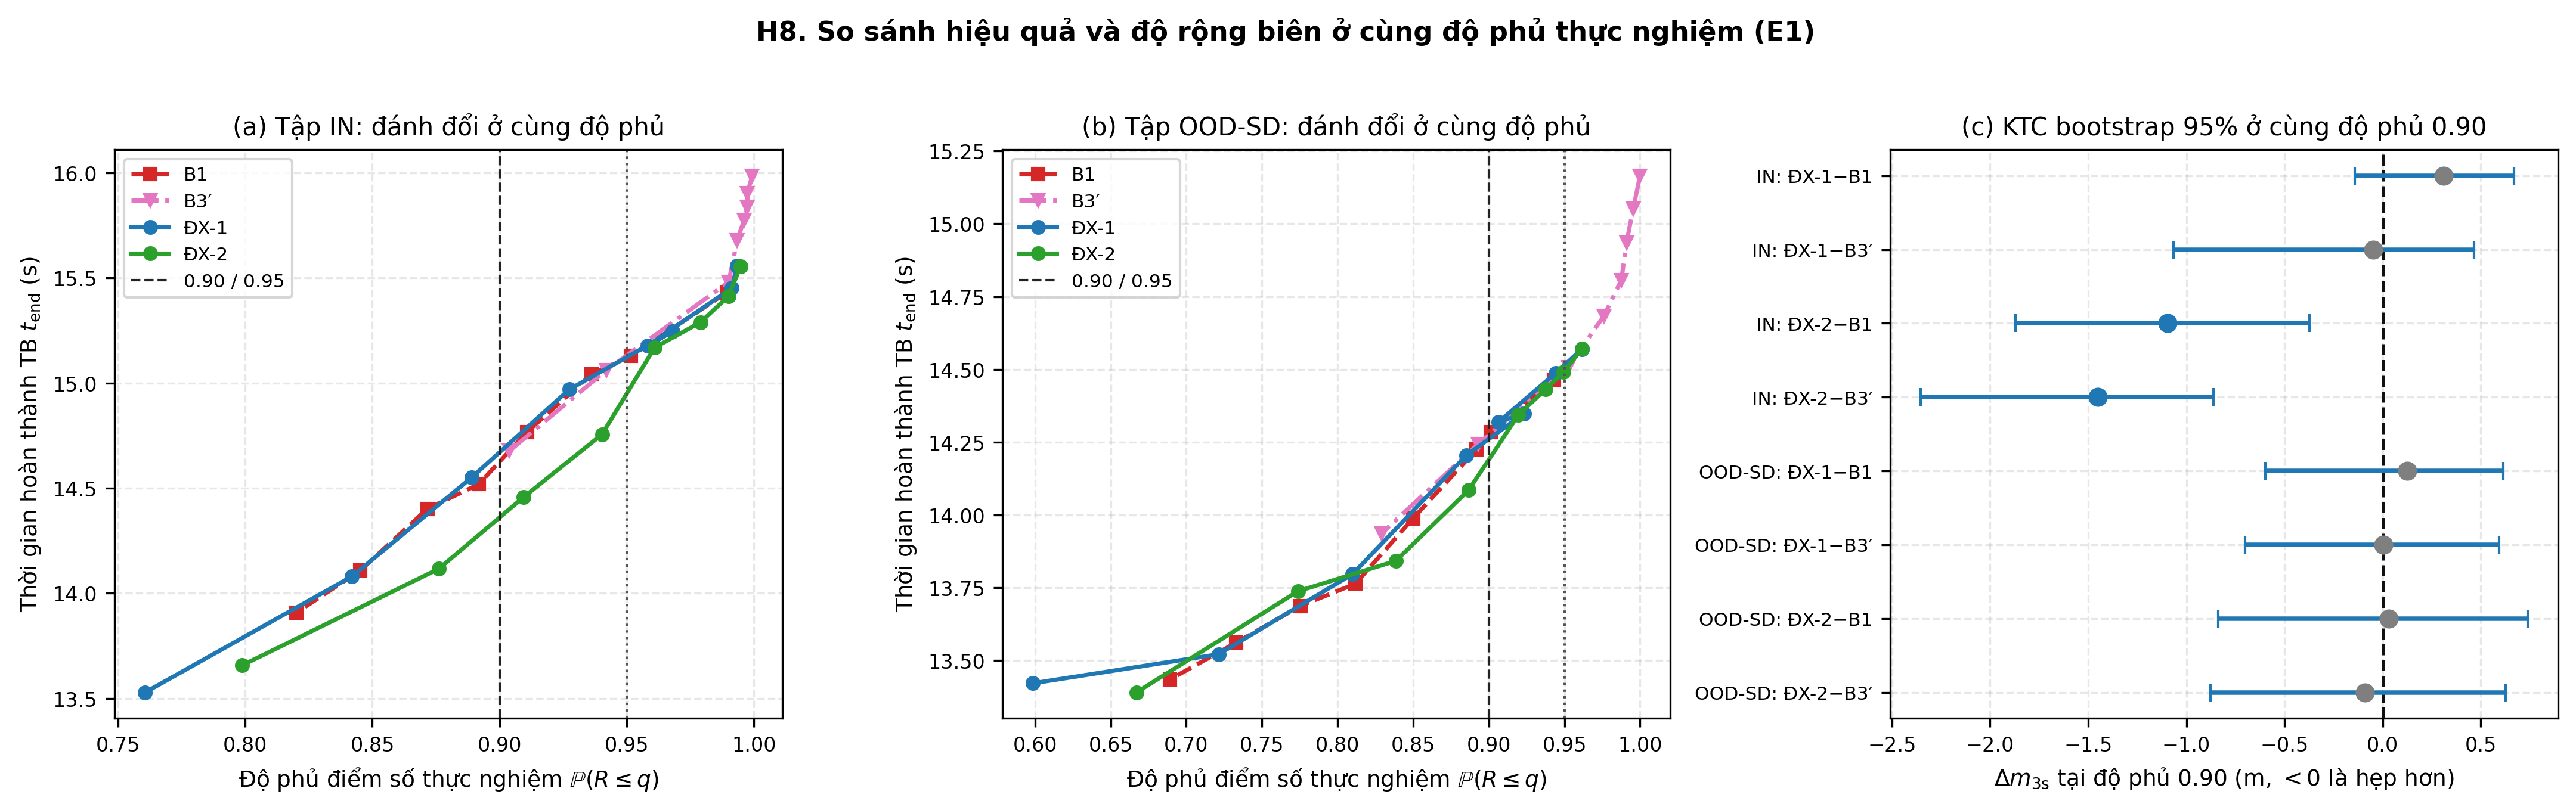 H8. So sánh hiệu quả và độ rộng biên ở cùng độ phủ thực nghiệm (E1)
(a) Tập IN: đánh đổi ở cùng độ phủ
B1
B3′
ĐX-1
ĐX-2
0.90 / 0.95
16.0
15.5
15.0
14.5
14.0
13.5
Thời gian hoàn thành TB t_end (s)
0.75 0.80 0.85 0.90 0.95 1.00
Độ phủ điểm số thực nghiệm ℙ(R ≤ q)
(b) Tập OOD-SD: đánh đổi ở cùng độ phủ
B1
B3′
ĐX-1
ĐX-2
0.90 / 0.95
15.25
15.00
14.75
14.50
14.25
14.00
13.75
13.50
Thời gian hoàn thành TB t_end (s)
0.60 0.65 0.70 0.75 0.80 0.85 0.90 0.95 1.00
Độ phủ điểm số thực nghiệm ℙ(R ≤ q)
(c) KTC bootstrap 95% ở cùng độ phủ 0.90
IN: ĐX-1−B1
IN: ĐX-1−B3′
IN: ĐX-2−B1
IN: ĐX-2−B3′
OOD-SD: ĐX-1−B1
OOD-SD: ĐX-1−B3′
OOD-SD: ĐX-2−B1
OOD-SD: ĐX-2−B3′
−2.5 −2.0 −1.5 −1.0 −0.5 0.0 0.5
Δm_3s tại độ phủ 0.90 (m, < 0 là hẹp hơn)